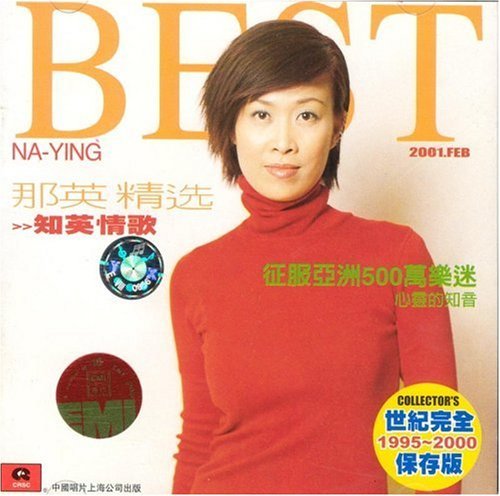 BEST
NA-YING
2001.FEB
那英 精选
>>知英情歌
征服亞洲500萬樂迷
心靈的知音
EMI
COLLECTOR'S
世紀完全
1995~2000
保存版
CRSC
中國唱片上海公司出版